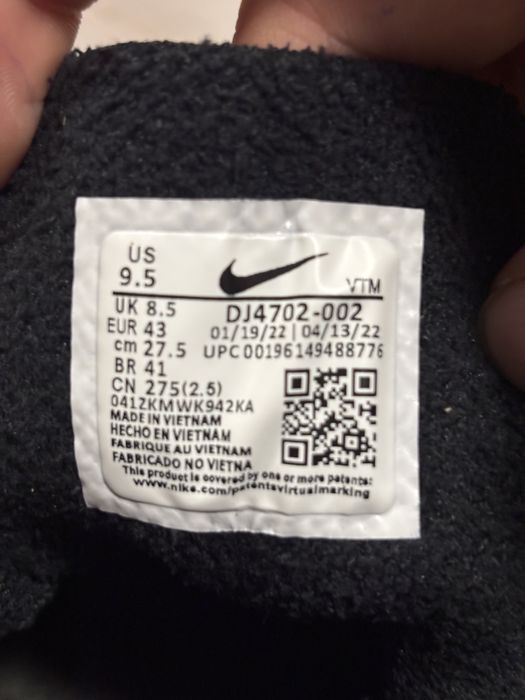 US
9.5
VTM
UK 8.5
DJ4702-002
EUR 43
01/19/22 | 04/13/22
cm 27.5
UPC 00196149488776
BR 41
CN 275(2.5)
0412KMWK942KA
MADE IN VIETNAM
HECHO EN VIETNAM
FABRIQUE AU VIETNAM
FABRICADO NO VIETNA
This product is covered by one or more patents:
www.nike.com/patentsvirtualmarking